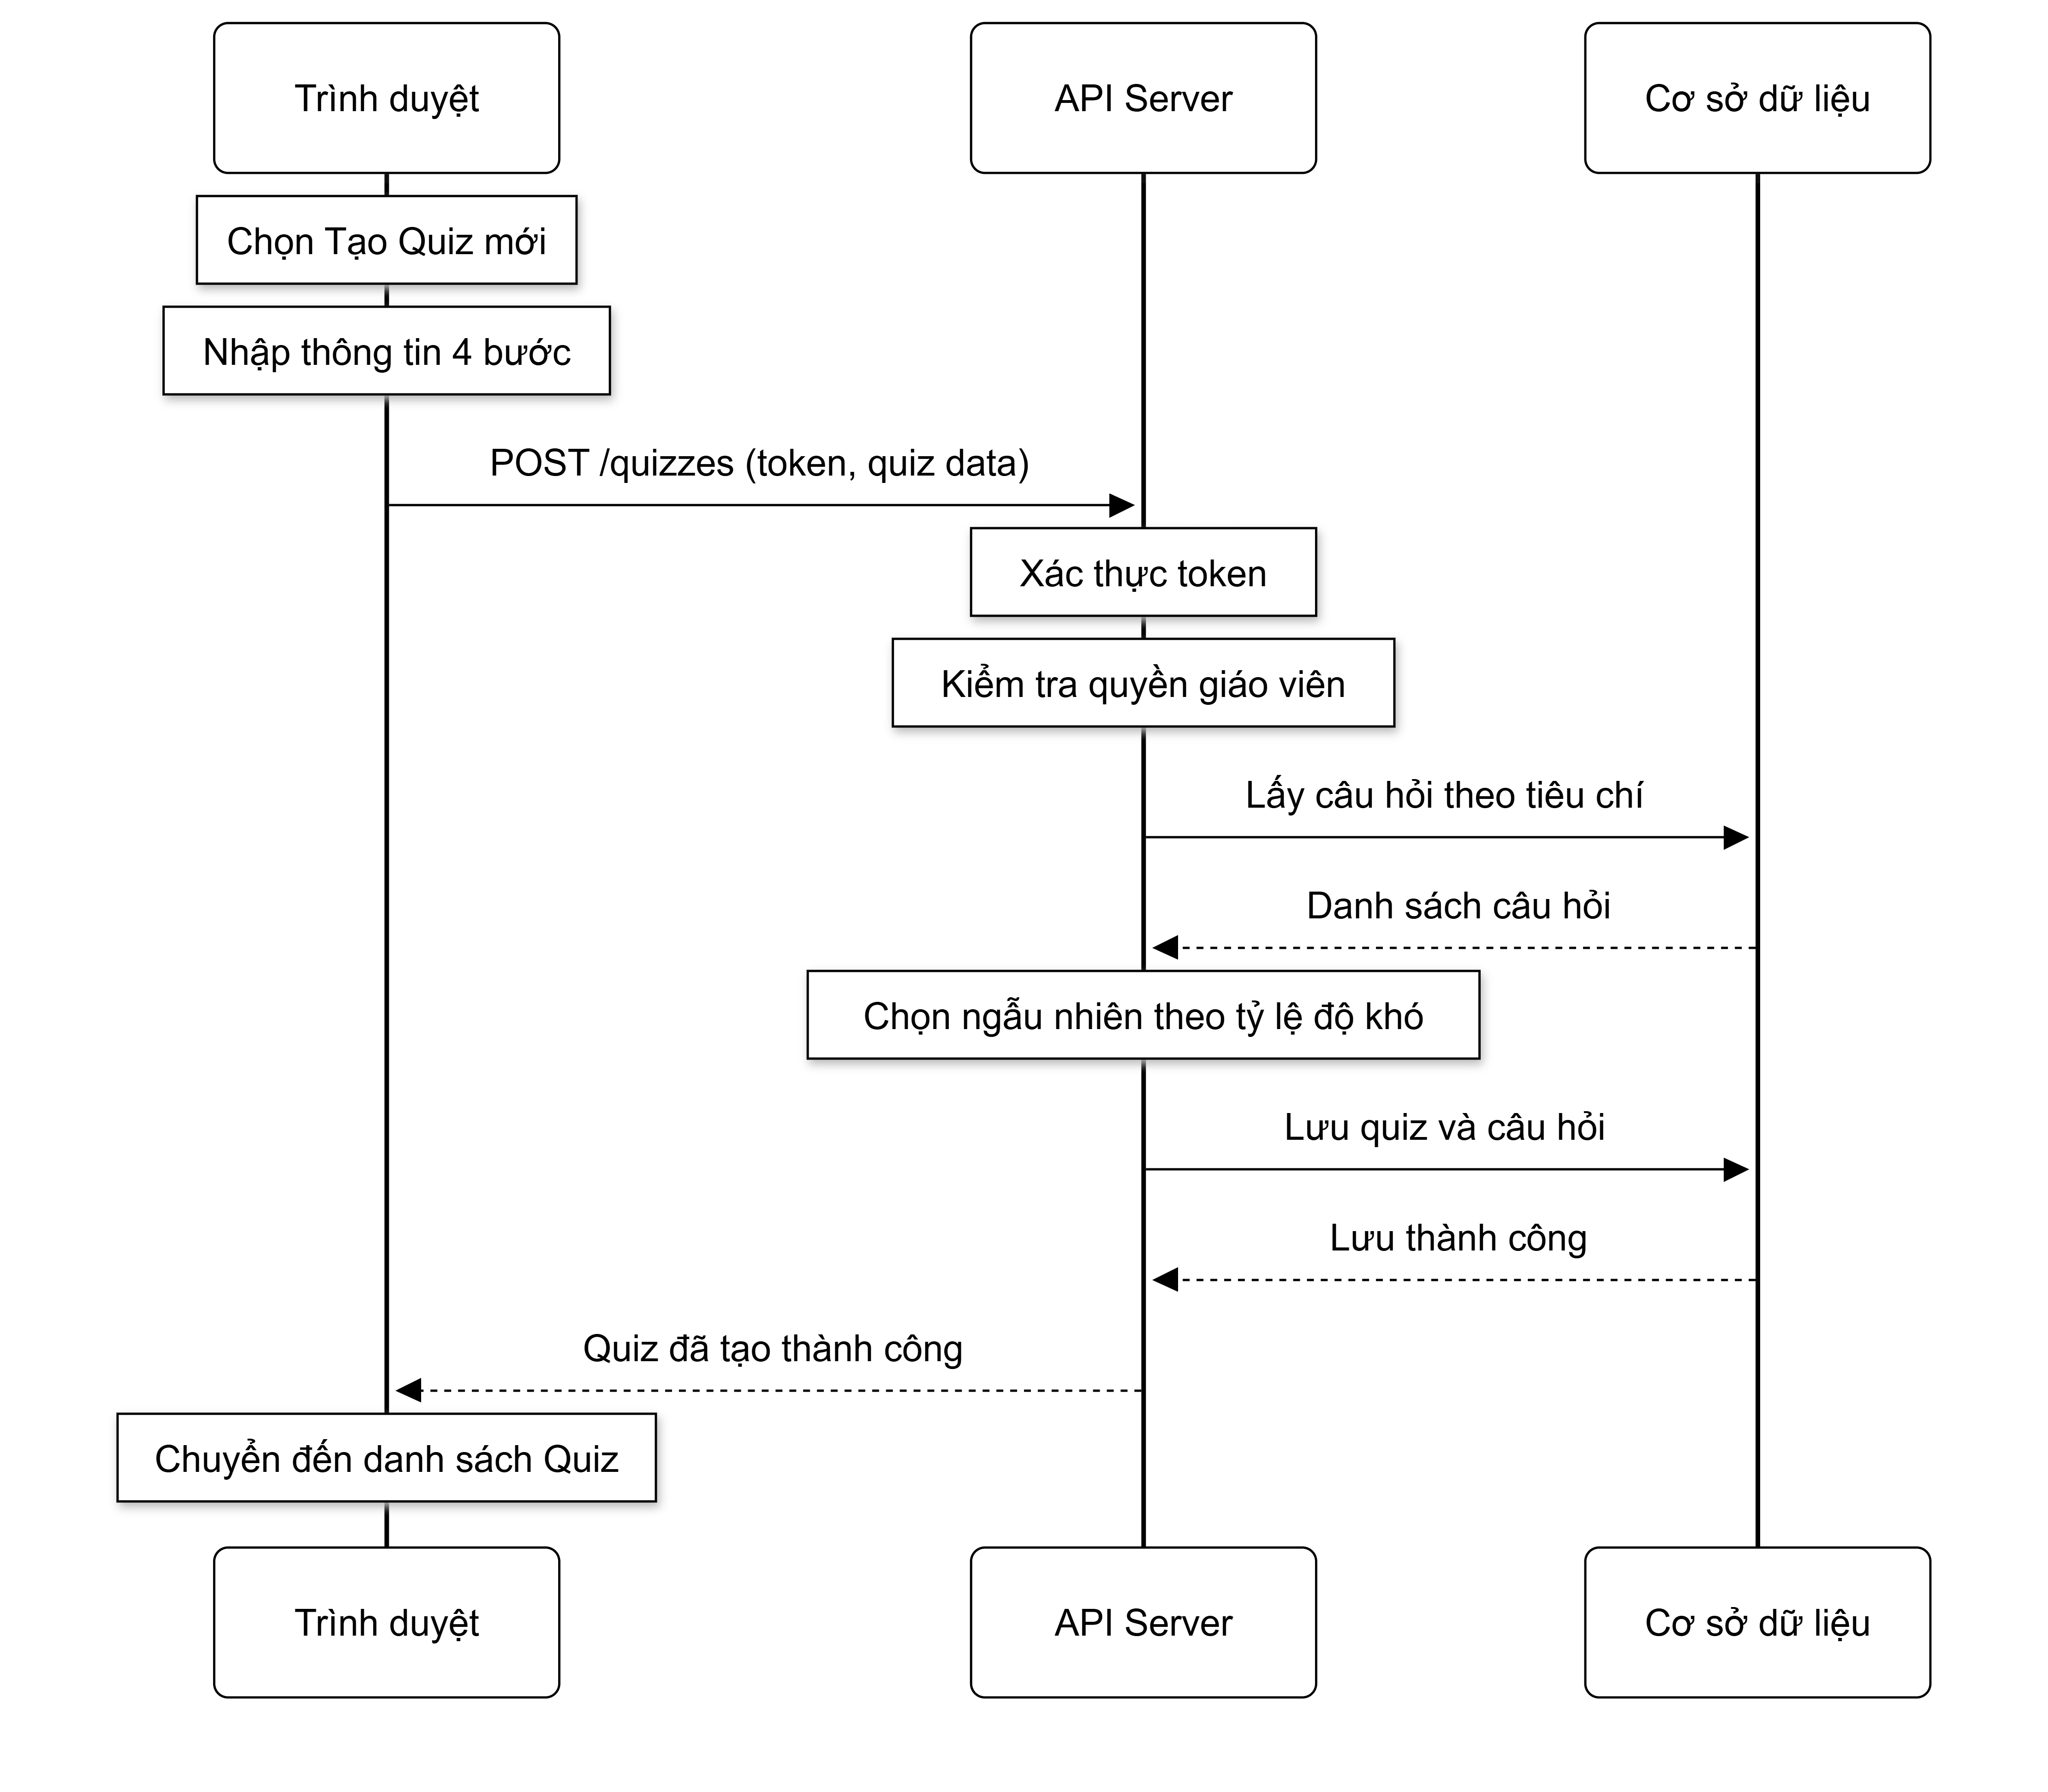 Trình duyệt
API Server
Cơ sở dữ liệu
Chọn Tạo Quiz mới
Nhập thông tin 4 bước
POST /quizzes (token, quiz data)
Xác thực token
Kiểm tra quyền giáo viên
Lấy câu hỏi theo tiêu chí
Danh sách câu hỏi
Chọn ngẫu nhiên theo tỷ lệ độ khó
Lưu quiz và câu hỏi
Lưu thành công
Quiz đã tạo thành công
Chuyển đến danh sách Quiz
Trình duyệt
API Server
Cơ sở dữ liệu